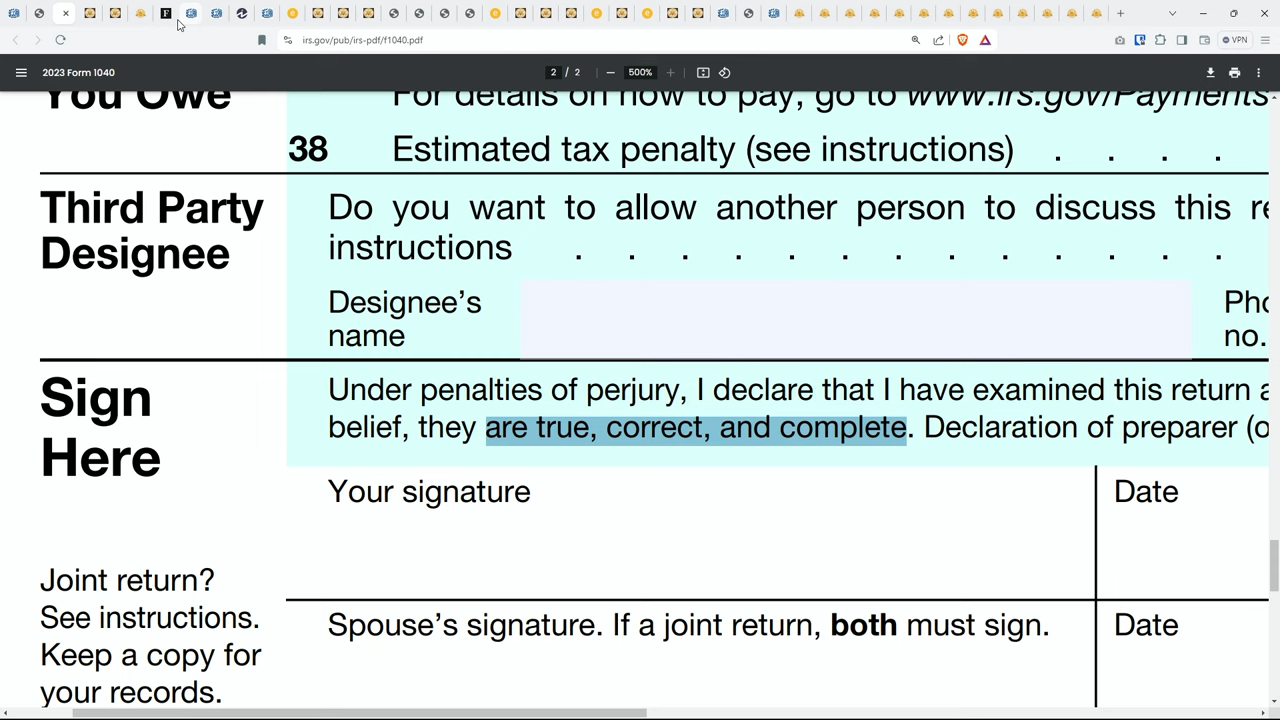 irs.gov/pub/irs-pdf/f1040.pdf
VPN
2023 Form 1040
2 / 2
500%
You Owe
For details on how to pay, go to www.irs.gov/Payments
38 Estimated tax penalty (see instructions) . . . .
Third Party Designee
Do you want to allow another person to discuss this re
instructions . . . . . . . . . . . . .
Designee's name
Pho
no.
Sign Here
Under penalties of perjury, I declare that I have examined this return a
belief, they are true, correct, and complete. Declaration of preparer (o
Your signature
Date
Joint return?
See instructions.
Keep a copy for
your records.
Spouse's signature. If a joint return, both must sign.
Date